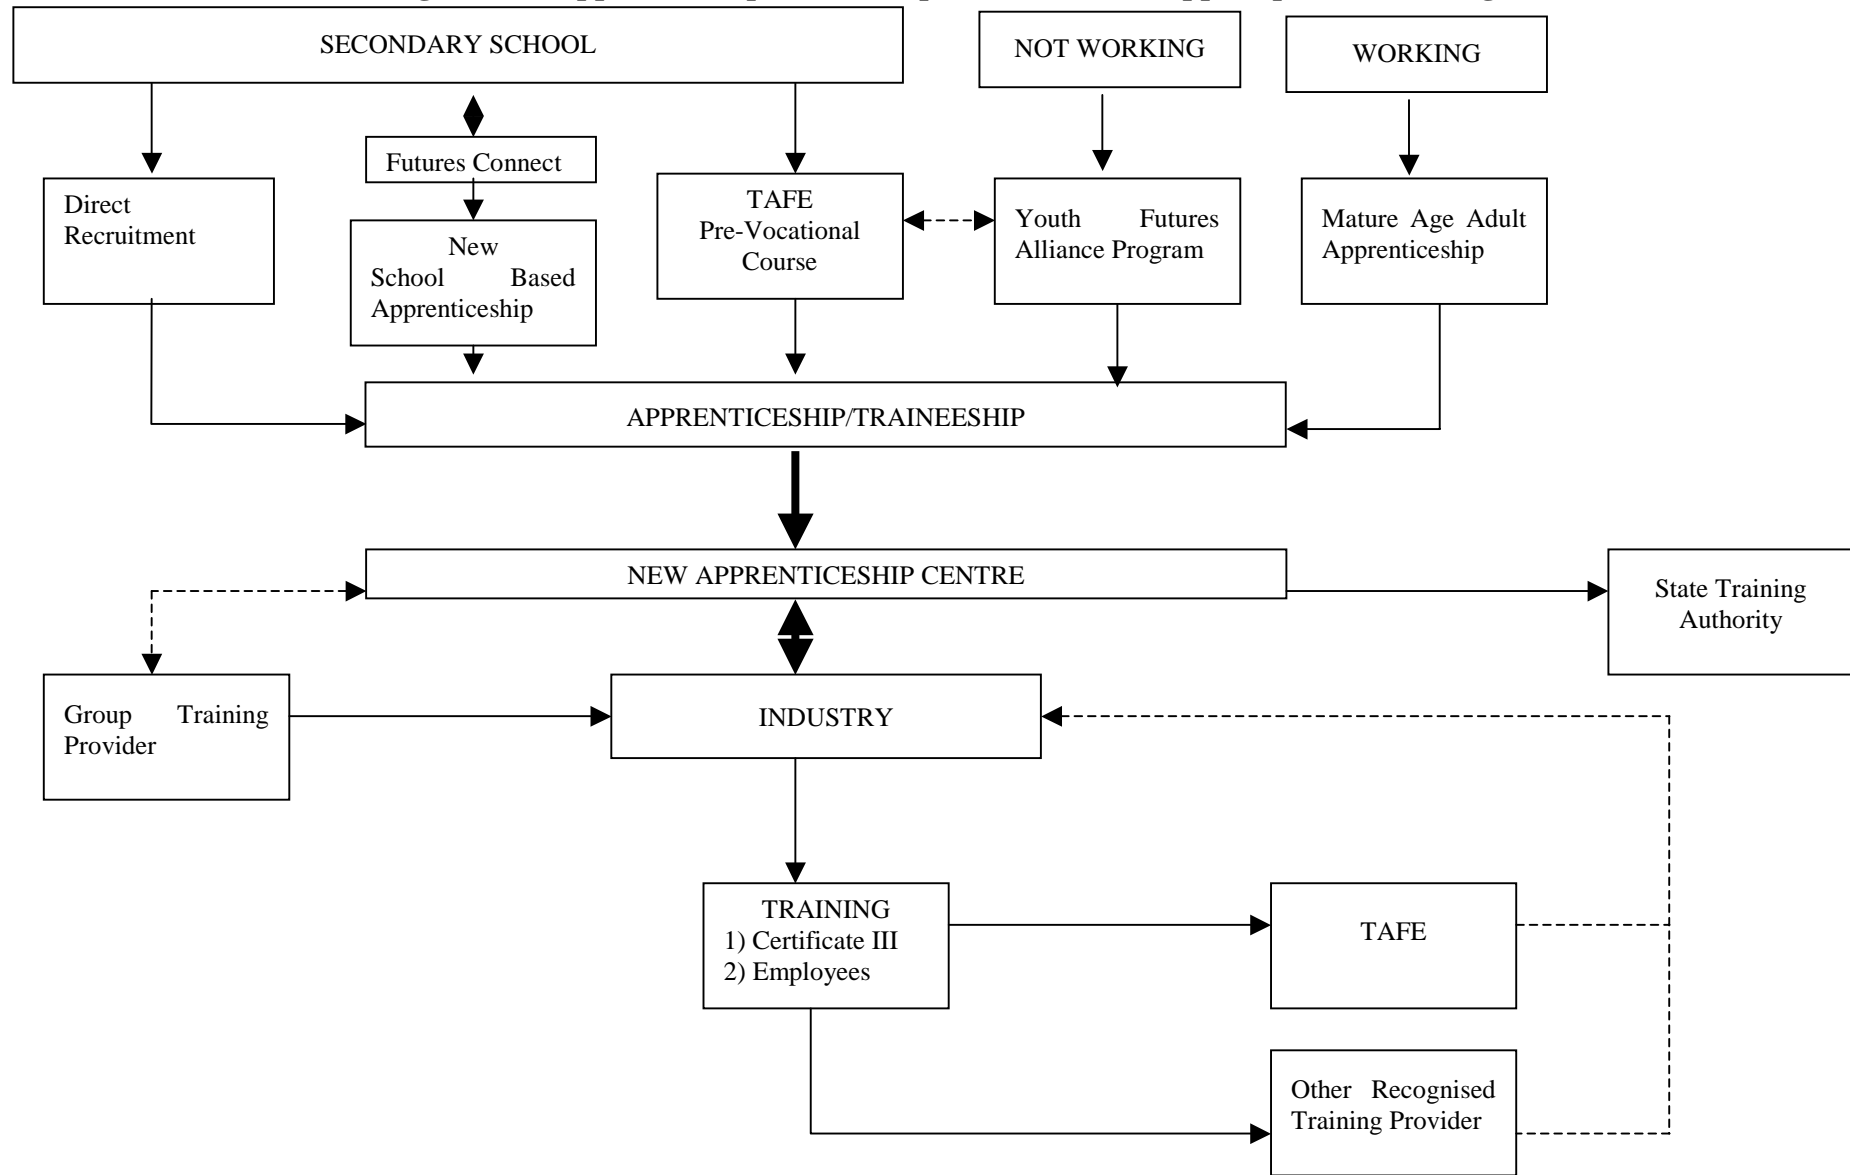 SECONDARY SCHOOL
NOT WORKING
WORKING
Futures Connect
Direct
Recruitment
New
School Based
Apprenticeship
TAFE
Pre-Vocational
Course
Youth Futures
Alliance Program
Mature Age Adult
Apprenticeship
APPRENTICESHIP/TRAINEESHIP
NEW APPRENTICESHIP CENTRE
State Training
Authority
Group Training
Provider
INDUSTRY
TRAINING
1) Certificate III
2) Employees
TAFE
Other Recognised
Training Provider